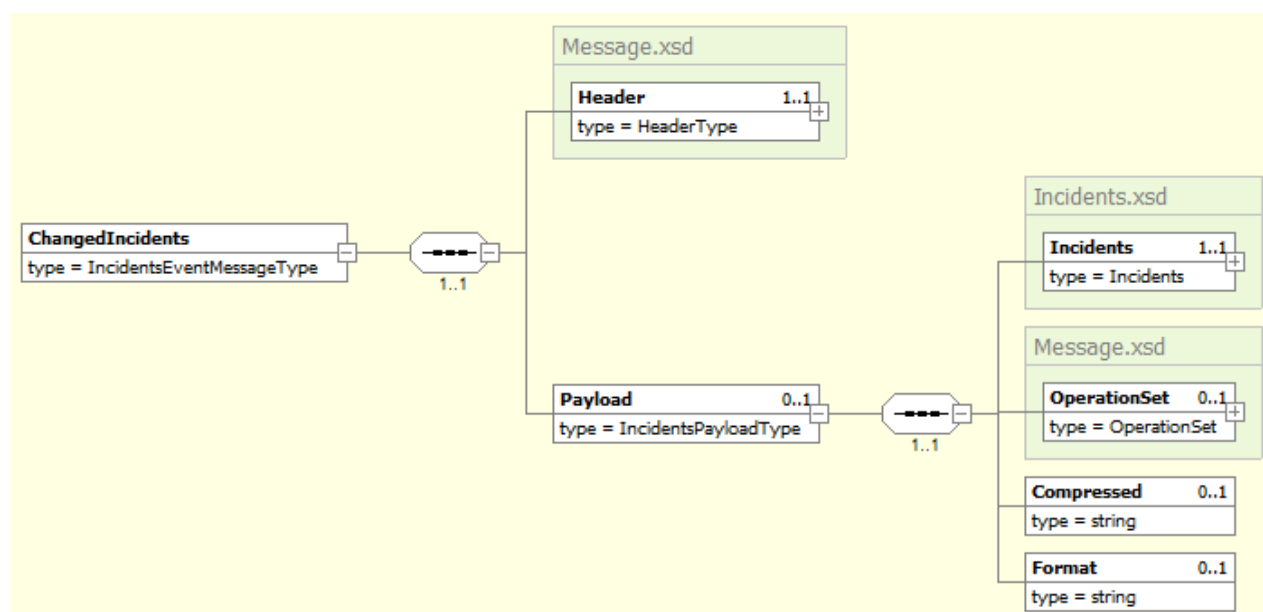 Message.xsd
Header 1..1
type = HeaderType
Incidents.xsd
Incidents 1..1
type = Incidents
ChangedIncidents
type = IncidentsEventMessageType
1..1
Message.xsd
Payload 0..1
type = IncidentsPayloadType
OperationSet 0..1
type = OperationSet
1..1
Compressed 0..1
type = string
Format 0..1
type = string